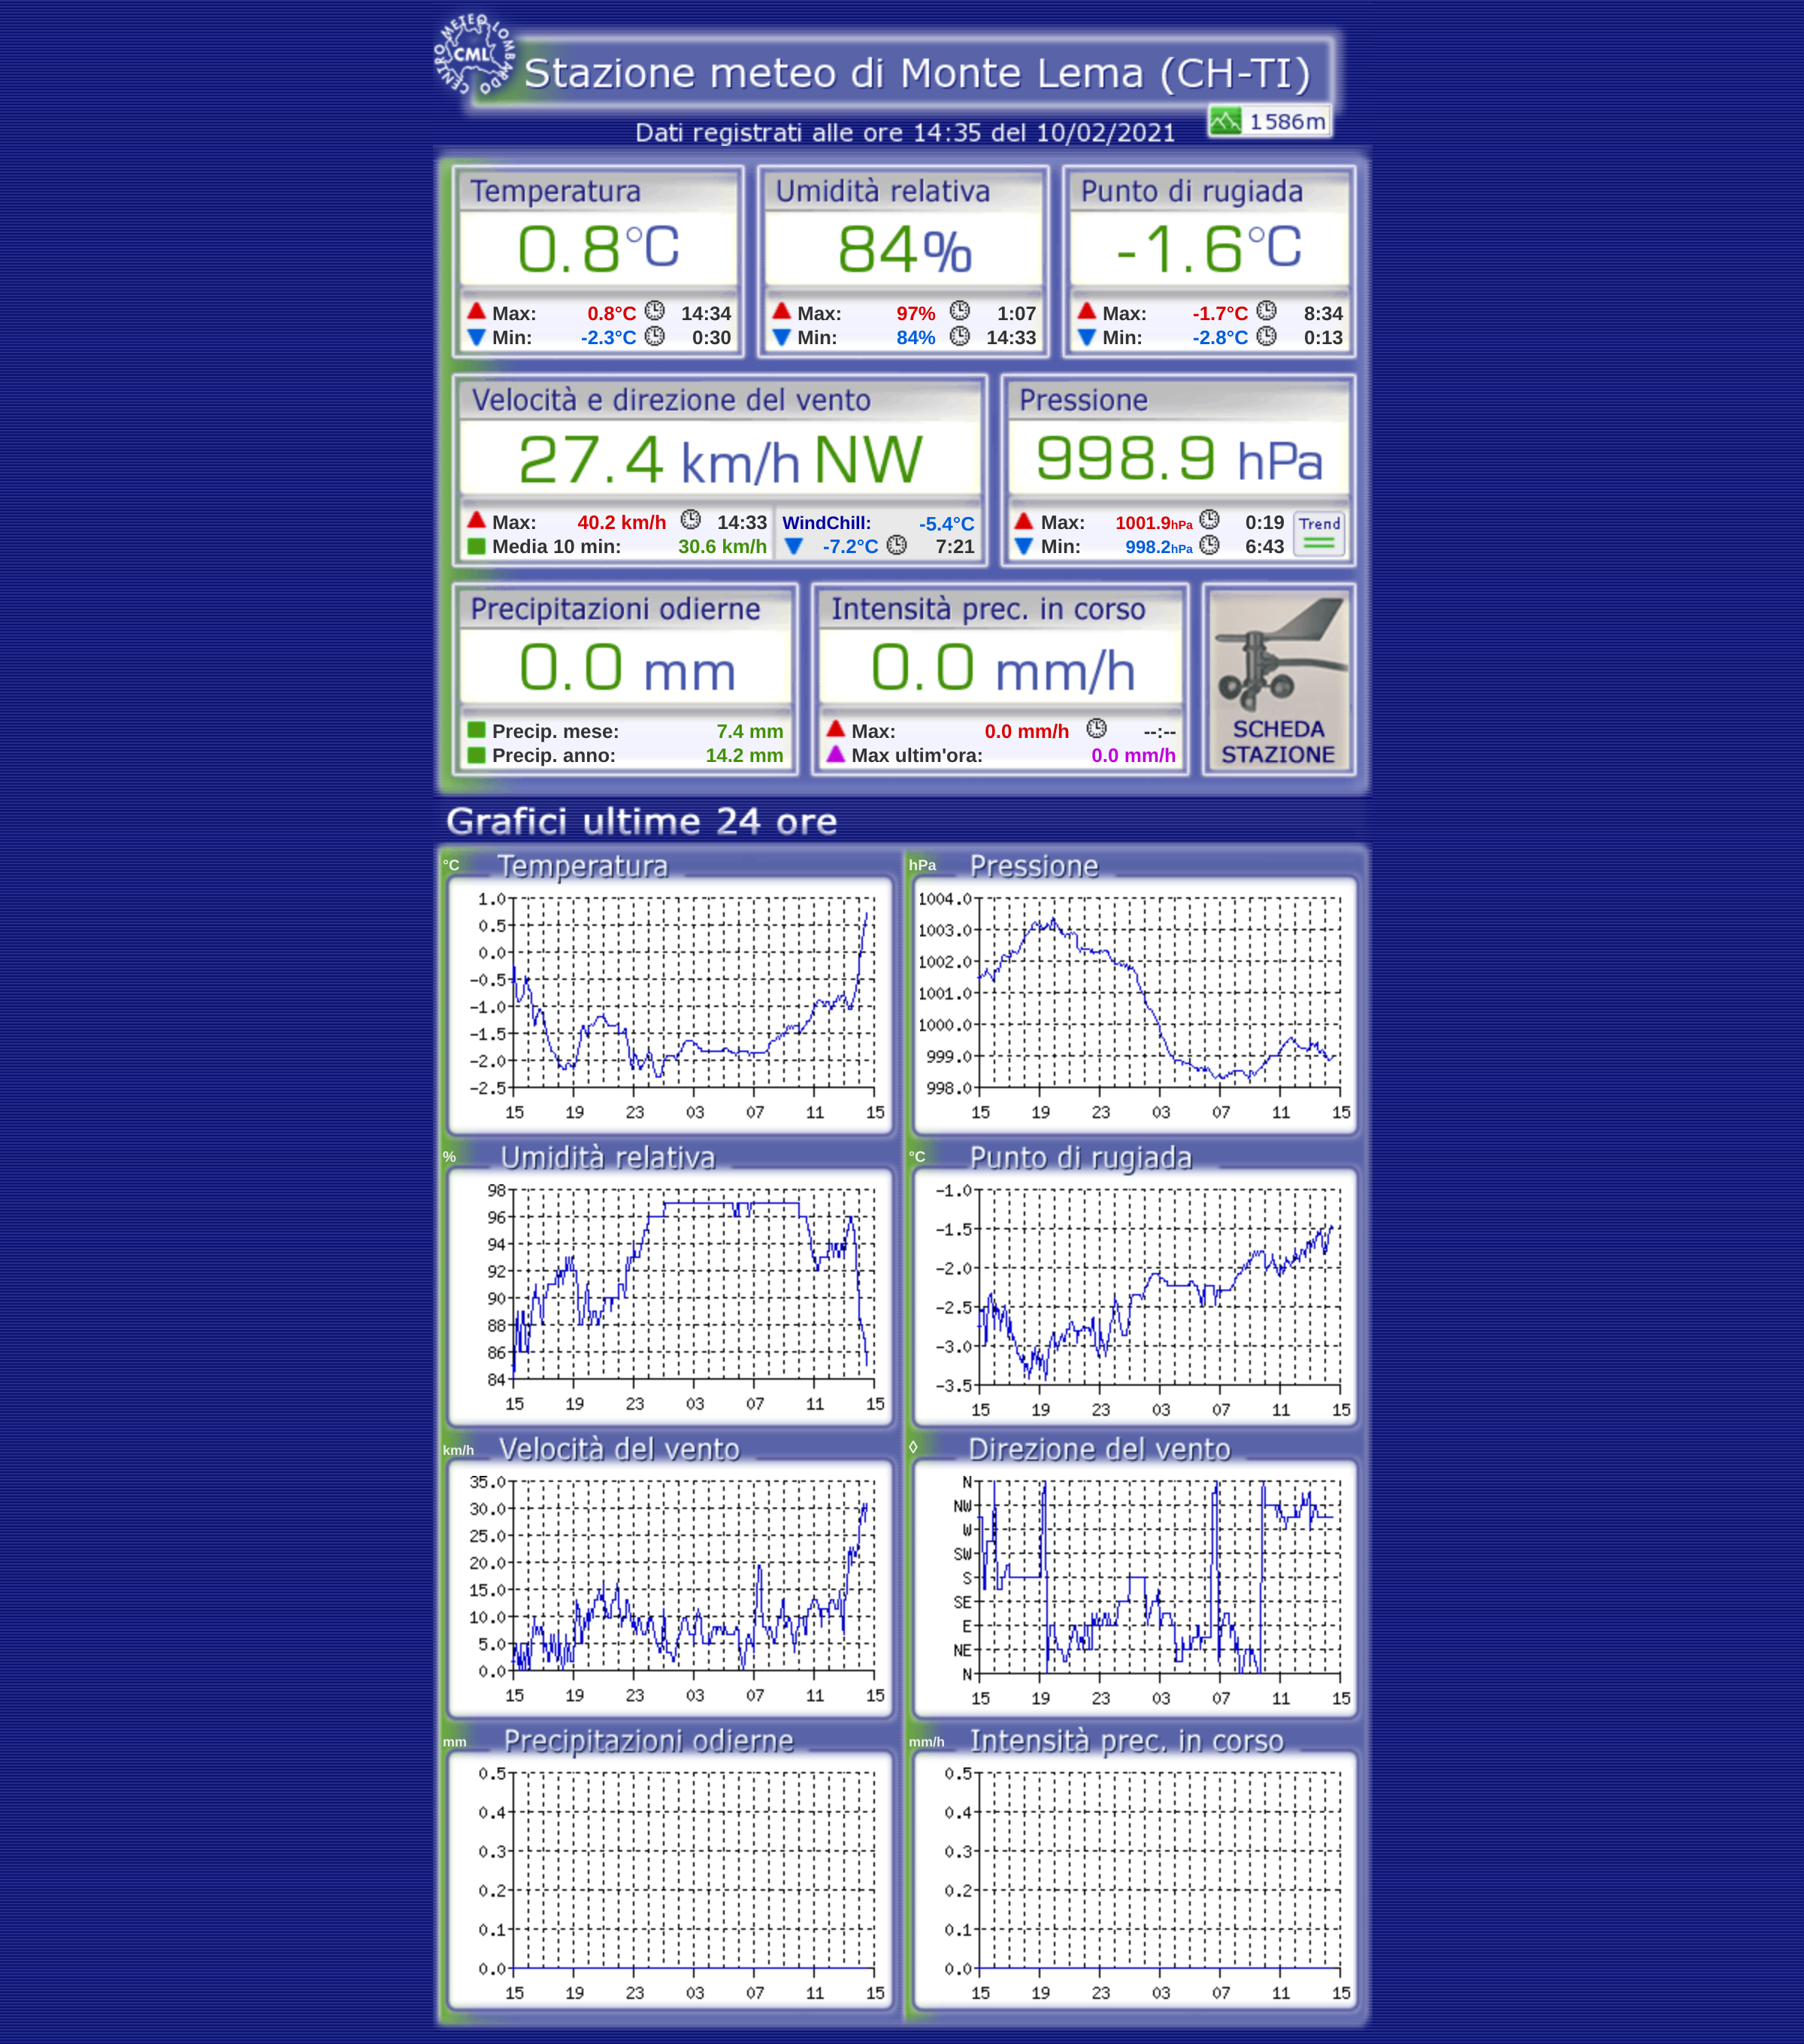 CENTRO METEO LOMBARDO
CML
Stazione meteo di Monte Lema (CH-TI)
1586m
Dati registrati alle ore 14:35 del 10/02/2021
Temperatura
0.8°C
Max: 0.8°C 14:34
Min: -2.3°C 0:30
Umidità relativa
84%
Max: 97% 1:07
Min: 84% 14:33
Punto di rugiada
-1.6°C
Max: -1.7°C 8:34
Min: -2.8°C 0:13
Velocità e direzione del vento
27.4 km/h NW
Max: 40.2 km/h 14:33
Media 10 min: 30.6 km/h
WindChill: -5.4°C
-7.2°C 7:21
Pressione
998.9 hPa
Max: 1001.9hPa 0:19
Min: 998.2hPa 6:43
Trend
Precipitazioni odierne
0.0 mm
Precip. mese: 7.4 mm
Precip. anno: 14.2 mm
Intensità prec. in corso
0.0 mm/h
Max: 0.0 mm/h --:--
Max ultim'ora: 0.0 mm/h
SCHEDA
STAZIONE
Grafici ultime 24 ore
°C Temperatura
1.0
0.5
0.0
-0.5
-1.0
-1.5
-2.0
-2.5
15 19 23 03 07 11 15
hPa Pressione
1004.0
1003.0
1002.0
1001.0
1000.0
999.0
998.0
15 19 23 03 07 11 15
% Umidità relativa
98
96
94
92
90
88
86
84
15 19 23 03 07 11 15
°C Punto di rugiada
-1.0
-1.5
-2.0
-2.5
-3.0
-3.5
15 19 23 03 07 11 15
km/h Velocità del vento
35.0
30.0
25.0
20.0
15.0
10.0
5.0
0.0
15 19 23 03 07 11 15
◊ Direzione del vento
N
NW
W
SW
S
SE
E
NE
N
15 19 23 03 07 11 15
mm Precipitazioni odierne
0.5
0.4
0.3
0.2
0.1
0.0
15 19 23 03 07 11 15
mm/h Intensità prec. in corso
0.5
0.4
0.3
0.2
0.1
0.0
15 19 23 03 07 11 15